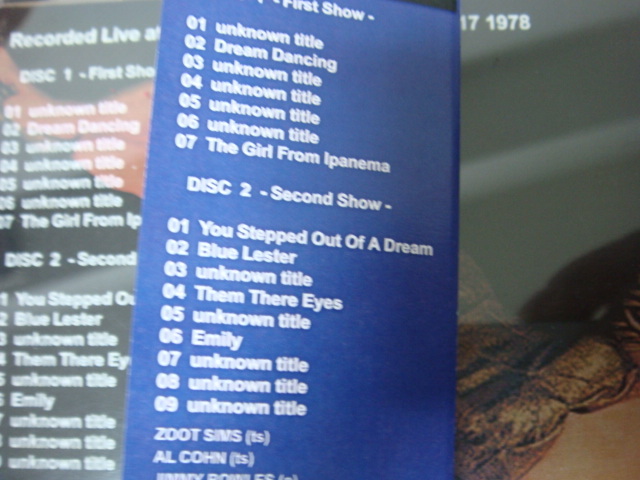 - First Show -
01 unknown title
02 Dream Dancing
03 unknown title
04 unknown title
05 unknown title
06 unknown title
07 The Girl From Ipanema
DISC 2 - Second Show -
01 You Stepped Out Of A Dream
02 Blue Lester
03 unknown title
04 Them There Eyes
05 unknown title
06 Emily
07 unknown title
08 unknown title
09 unknown title
ZOOT SIMS (ts)
AL COHN (ts)
JIMMY ROWLES (p)
Recorded Live at
17 1978
DISC 1 - First Sho
01 unknown title
02 Dream Dancing
03 unknown title
04 unknown title
05 unknown title
06 unknown title
07 The Girl From Ip
DISC 2 - Second
1 You Stepped Ou
2 Blue Lester
3 unknown title
4 Them There Ey
5 unknown title
6 Emily
unknown title
unknown title
unknown title